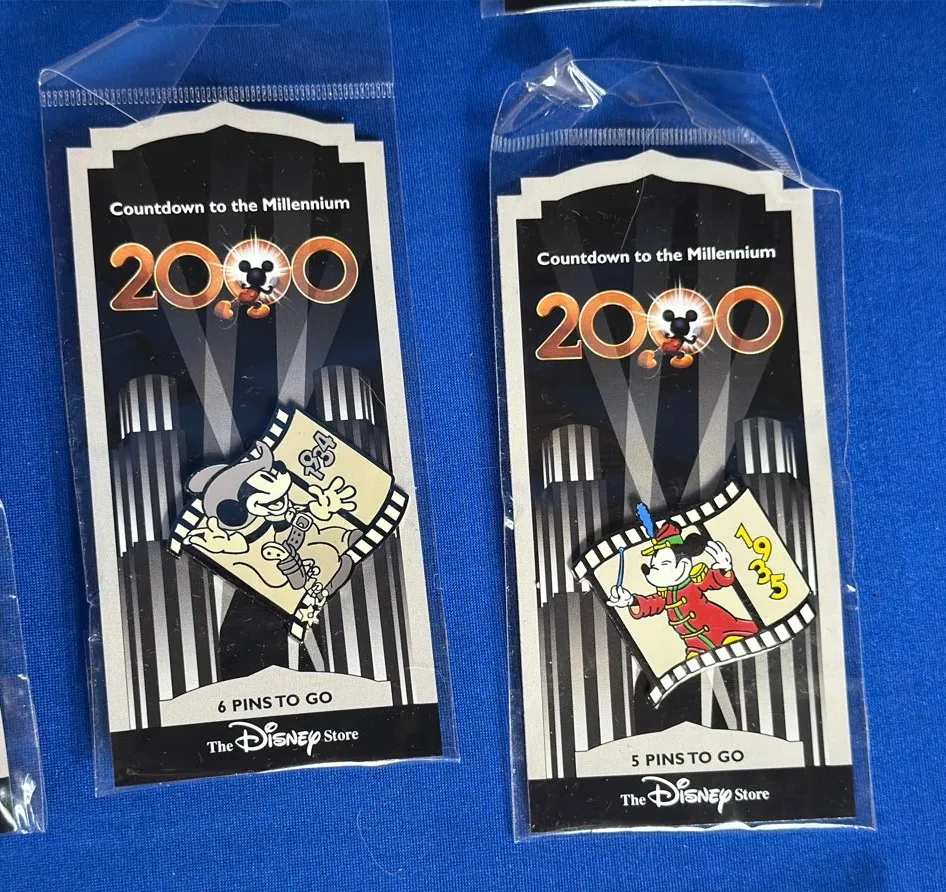 Countdown to the Millennium
2000
1934
6 PINS TO GO
The Disney Store
Countdown to the Millennium
2000
1935
5 PINS TO GO
The Disney Store